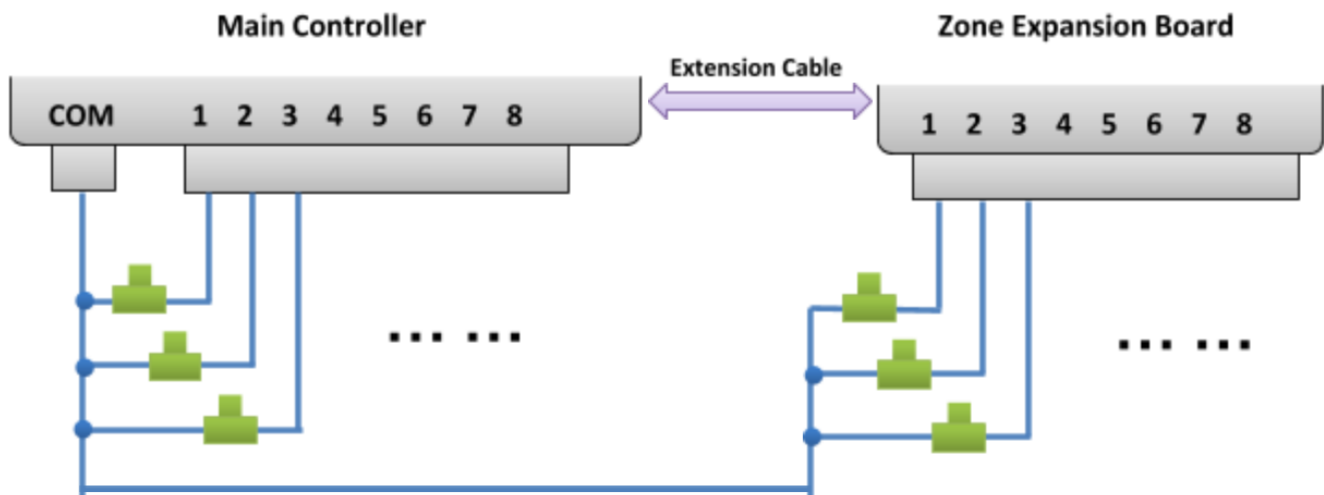 Main Controller
Zone Expansion Board
Extension Cable
COM 1 2 3 4 5 6 7 8
1 2 3 4 5 6 7 8
... ...
... ...